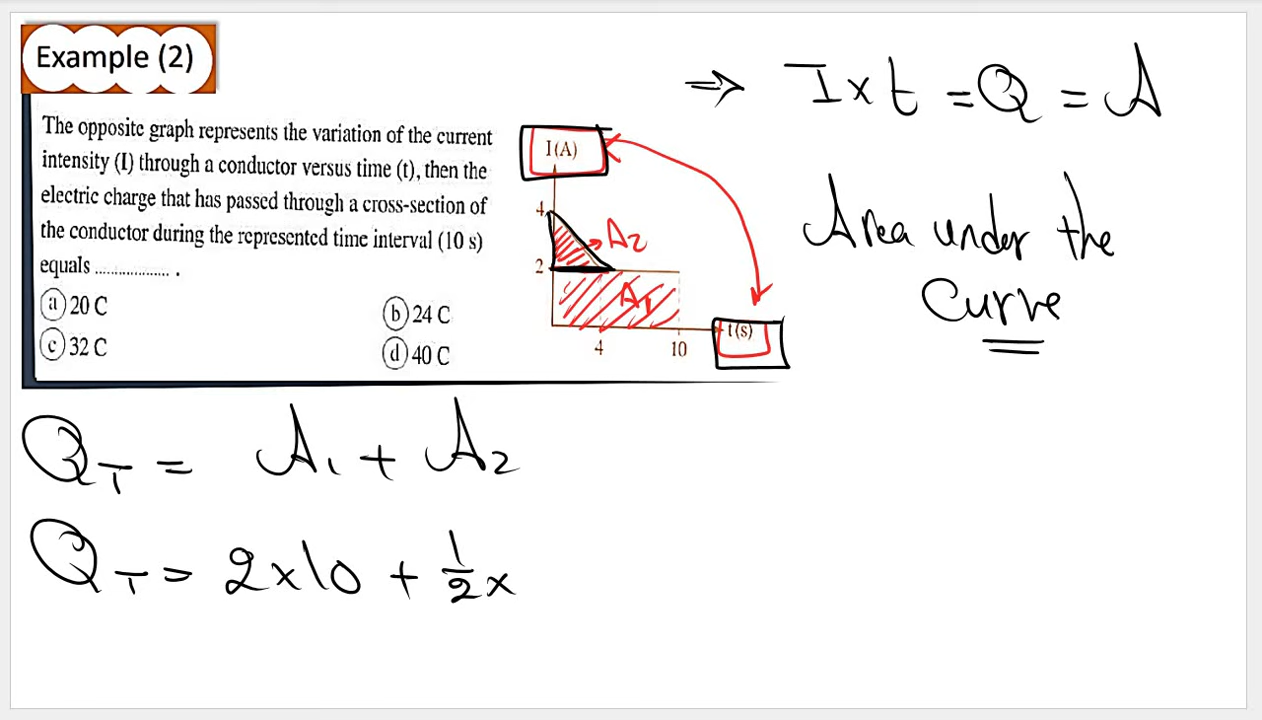 Example (2)
The opposite graph represents the variation of the current
intensity (I) through a conductor versus time (t), then the
electric charge that has passed through a cross-section of
the conductor during the represented time interval (10 s)
equals .................. .
(a) 20 C
(b) 24 C
(c) 32 C
(d) 40 C
I(A)
4
A2
2
A1
t(s)
4 10
⇒ I × t = Q = A
Area under the
Curve
QT = A1 + A2
QT = 2 × 10 + 1/2 ×